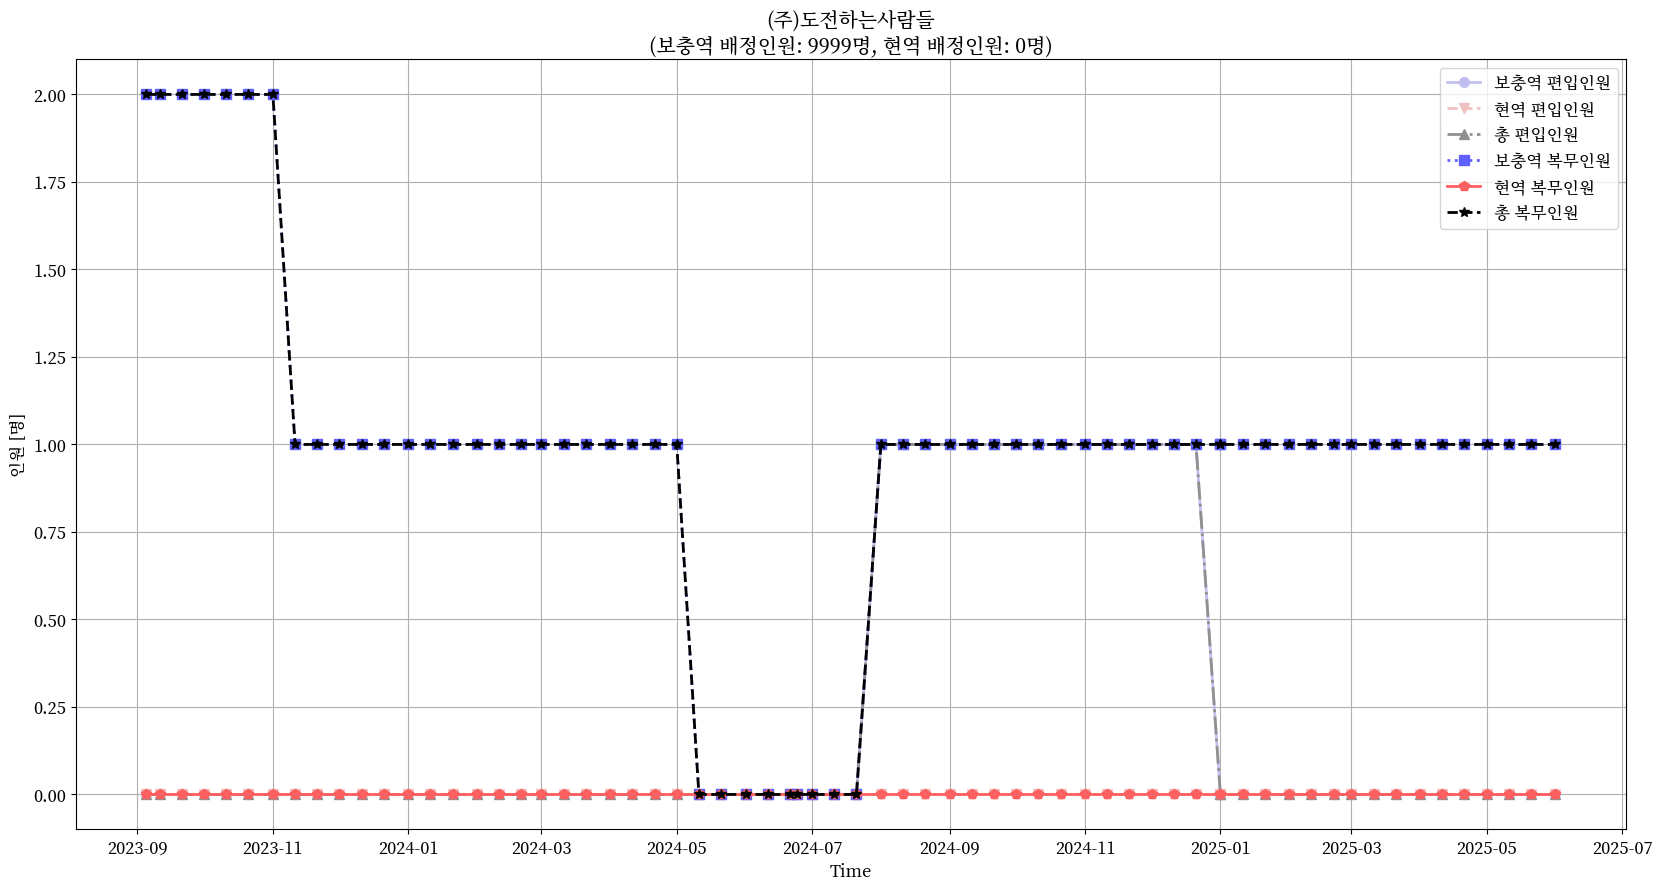 (주)도전하는사람들
(보충역 배정인원: 9999명, 현역 배정인원: 0명)
보충역 편입인원
현역 편입인원
총 편입인원
보충역 복무인원
현역 복무인원
총 복무인원
인원 [명]
2.00
1.75
1.50
1.25
1.00
0.75
0.50
0.25
0.00
2023-09 2023-11 2024-01 2024-03 2024-05 2024-07 2024-09 2024-11 2025-01 2025-03 2025-05 2025-07
Time